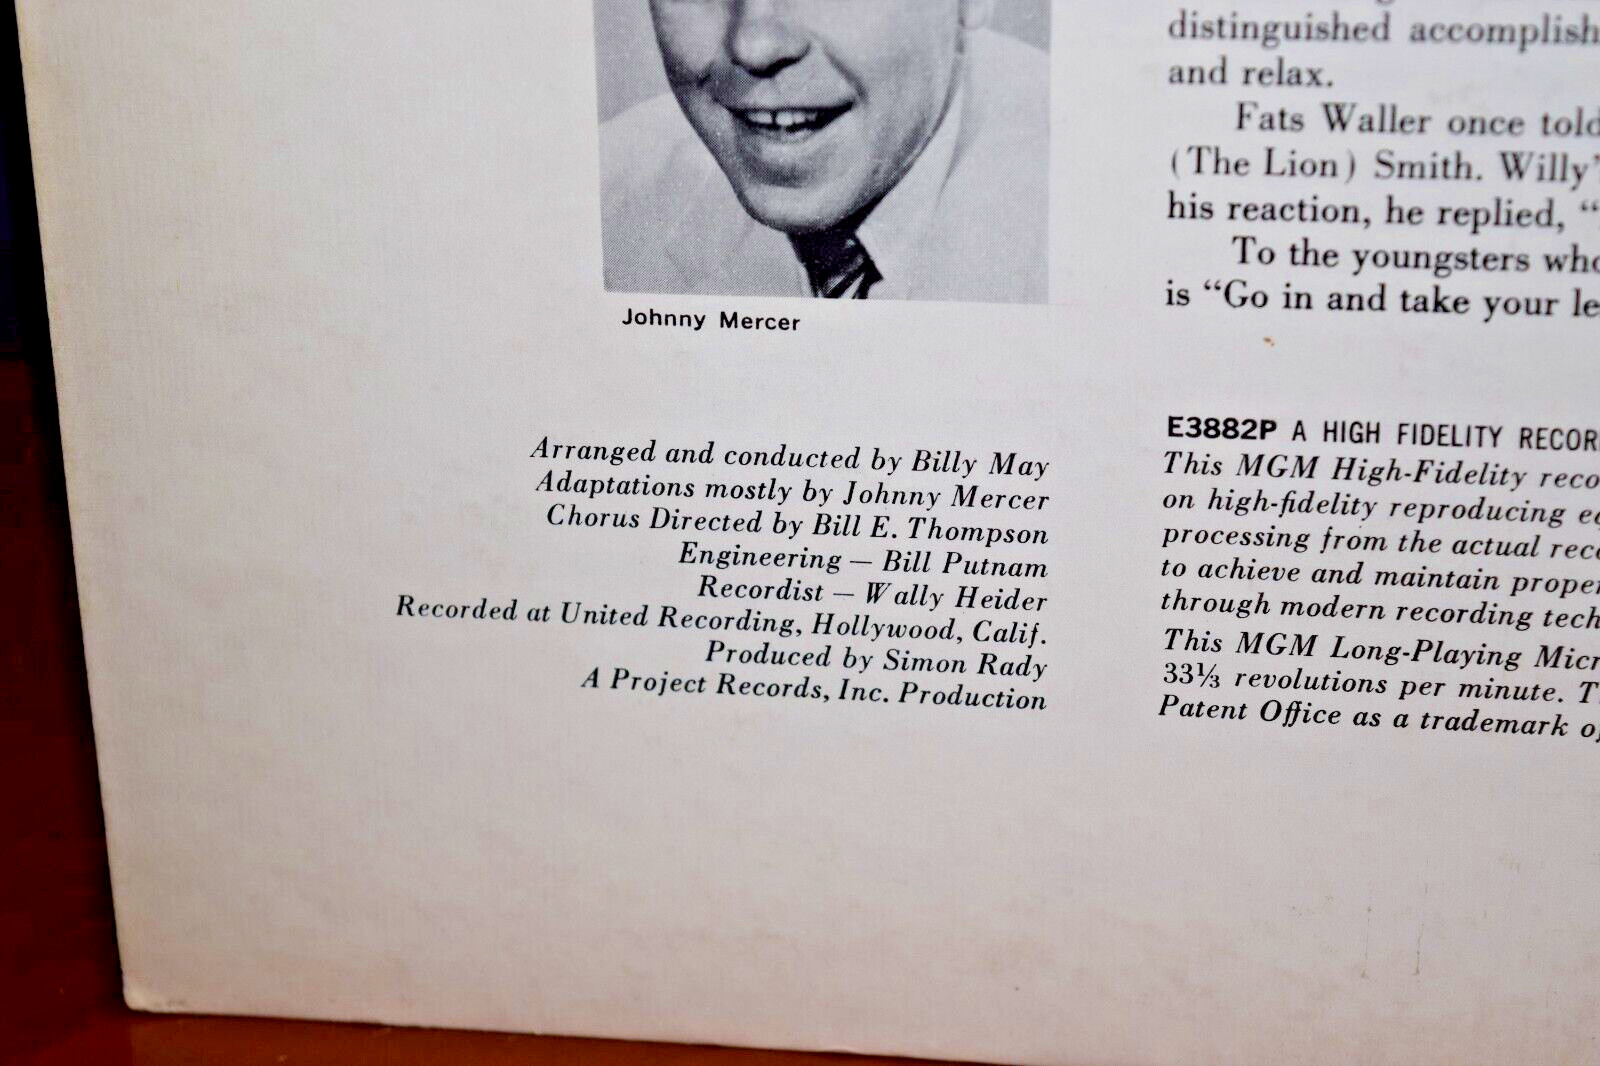 Johnny Mercer
Arranged and conducted by Billy May
Adaptations mostly by Johnny Mercer
Chorus Directed by Bill E. Thompson
Engineering — Bill Putnam
Recordist — Wally Heider
Recorded at United Recording, Hollywood, Calif.
Produced by Simon Rady
A Project Records, Inc. Production
distinguished accomplish
and relax.
Fats Waller once told
(The Lion) Smith. Willy'
his reaction, he replied, “
To the youngsters who
is “Go in and take your le
E3882P A HIGH FIDELITY RECOR
This MGM High-Fidelity reco
on high-fidelity reproducing
processing from the actual reco
to achieve and maintain proper
through modern recording tech
This MGM Long-Playing Micr
33⅓ revolutions per minute. T
Patent Office as a trademark of